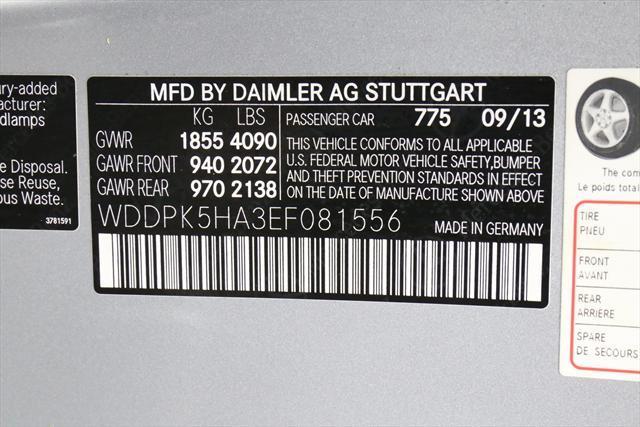 ury-added
acturer:
adlamps
e Disposal.
se Reuse,
ous Waste.
3781591
MFD BY DAIMLER AG STUTTGART
KG LBS
GVWR 1855 4090
GAWR FRONT 940 2072
GAWR REAR 970 2138
PASSENGER CAR 775 09/13
THIS VEHICLE CONFORMS TO ALL APPLICABLE
U.S. FEDERAL MOTOR VEHICLE SAFETY,BUMPER
AND THEFT PREVENTION STANDARDS IN EFFECT
ON THE DATE OF MANUFACTURE SHOWN ABOVE
WDDPK5HA3EF081556
MADE IN GERMANY
The com
Le poids total
TIRE
PNEU
FRONT
AVANT
REAR
ARRIERE
SPARE
DE SECOURS